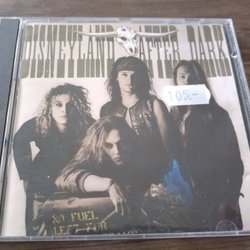 DISNEYLAND AFTER DARK
105,-
NO FUEL
LEFT FOR